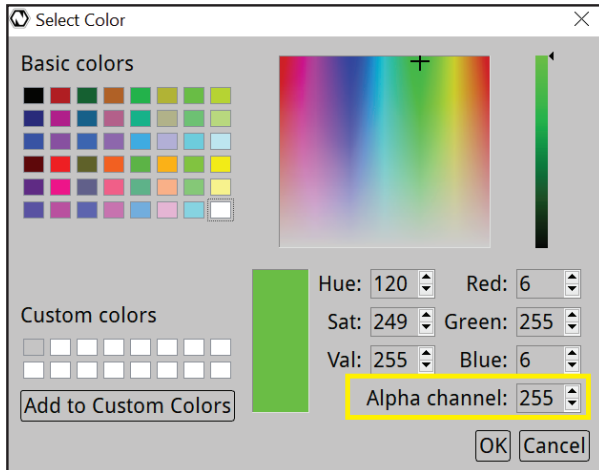 Select Color
Basic colors
Hue: 120 Red: 6
Custom colors
Sat: 249 Green: 255
Val: 255 Blue: 6
Add to Custom Colors
Alpha channel: 255
OK Cancel